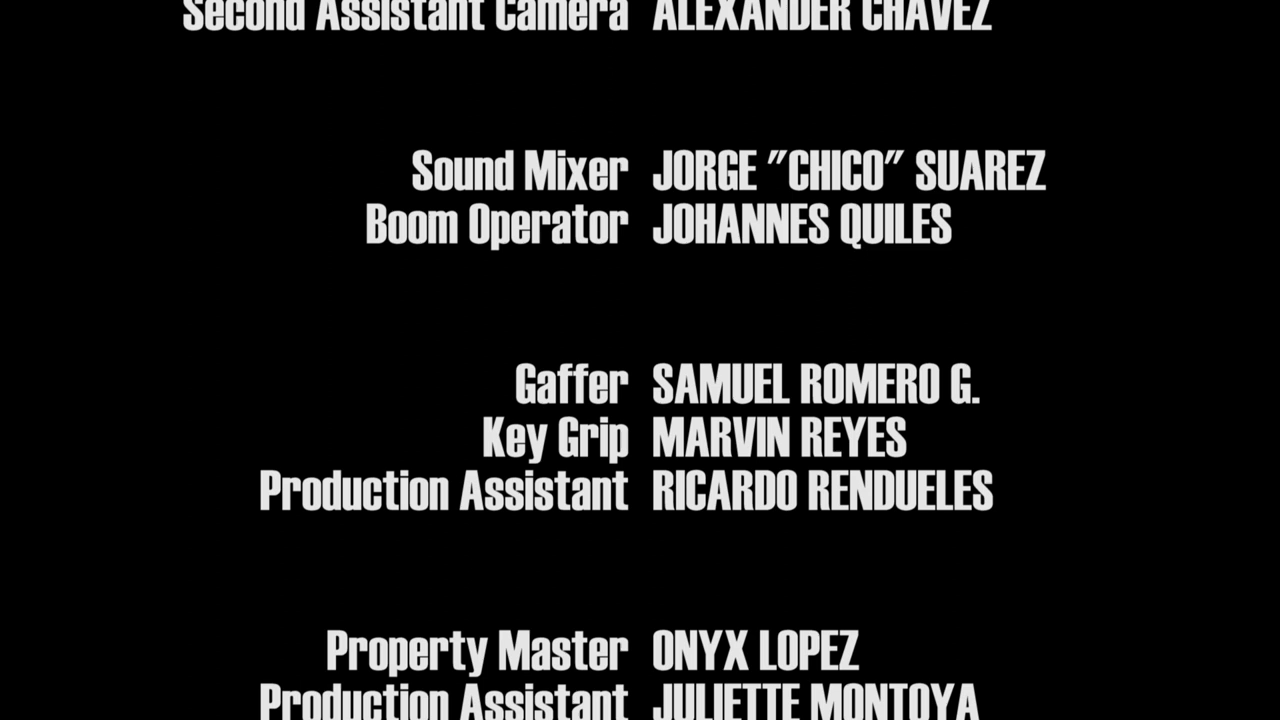 Second Assistant Camera ALEXANDER CHAVEZ
Sound Mixer JORGE "CHICO" SUAREZ
Boom Operator JOHANNES QUILES
Gaffer SAMUEL ROMERO G.
Key Grip MARVIN REYES
Production Assistant RICARDO RENDUELES
Property Master ONYX LOPEZ
Production Assistant JULIETTE MONTOYA